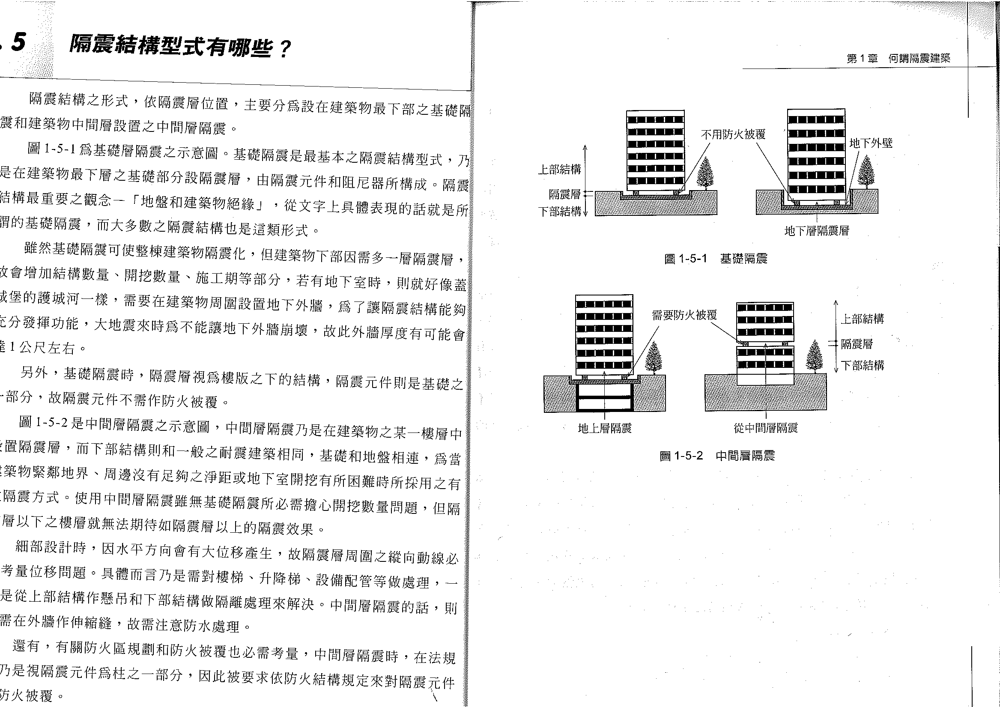 . 5 隔震結構型式有哪些？
隔震結構之形式，依隔震層位置，主要分爲設在建築物最下部之基礎隔
震和建築物中間層設置之中間層隔震。
圖 1-5-1 爲基礎層隔震之示意圖。基礎隔震是最基本之隔震結構型式，乃
是在建築物最下層之基礎部分設隔震層，由隔震元件和阻尼器所構成。隔震
結構最重要之觀念－「地盤和建築物絕緣」，從文字上具體表現的話就是所
謂的基礎隔震，而大多數之隔震結構也是這類形式。
雖然基礎隔震可使整棟建築物隔震化，但建築物下部因需多一層隔震層，
故會增加結構數量、開挖數量、施工期等部分，若有地下室時，則就好像蓋
城堡的護城河一樣，需要在建築物周圍設置地下外牆，爲了讓隔震結構能夠
充分發揮功能，大地震來時爲不能讓地下外牆崩壞，故此外牆厚度有可能會
達 1 公尺左右。
另外，基礎隔震時，隔震層視爲樓版之下的結構，隔震元件則是基礎之
一部分，故隔震元件不需作防火被覆。
圖 1-5-2 是中間層隔震之示意圖，中間層隔震乃是在建築物之某一樓層中
設置隔震層，而下部結構則和一般之耐震建築相同，基礎和地盤相連，爲當
建築物緊鄰地界、周邊沒有足夠之淨距或地下室開挖有所困難時所採用之有
隔震方式。使用中間層隔震雖無基礎隔震所必需擔心開挖數量問題，但隔
層以下之樓層就無法期待如隔震層以上的隔震效果。
細部設計時，因水平方向會有大位移產生，故隔震層周圍之縱向動線必
考量位移問題。具體而言乃是需對樓梯、升降梯、設備配管等做處理，一
是從上部結構作懸吊和下部結構做隔離處理來解決。中間層隔震的話，則
需在外牆作伸縮縫，故需注意防水處理。
還有，有關防火區規劃和防火被覆也必需考量，中間層隔震時，在法規
乃是視隔震元件爲柱之一部分，因此被要求依防火結構規定來對隔震元件
防火被覆。
第 1 章 何謂隔震建築
不用防火被覆
地下外壁
上部結構
隔震層
下部結構
地下層隔震層
圖 1-5-1 基礎隔震
需要防火被覆
上部結構
隔震層
下部結構
地上層隔震
從中間層隔震
圖 1-5-2 中間層隔震